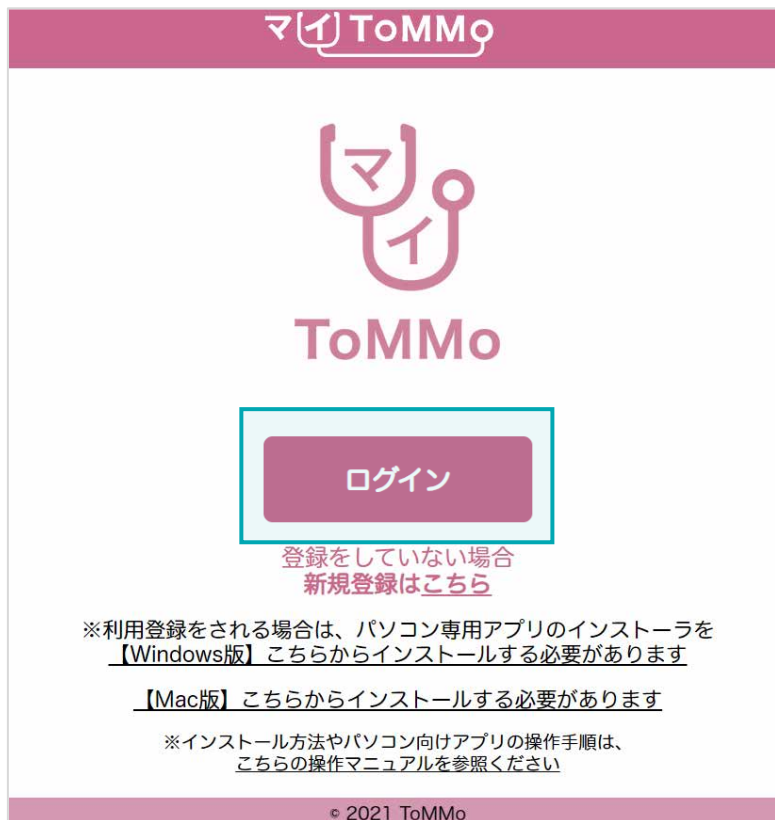 マイ ToMMo
マ
イ
ToMMo
ログイン
登録をしていない場合
新規登録はこちら
※利用登録をされる場合は、パソコン専用アプリのインストーラを
【Windows版】こちらからインストールする必要があります
【Mac版】こちらからインストールする必要があります
※インストール方法やパソコン向けアプリの操作手順は、
こちらの操作マニュアルを参照ください
© 2021 ToMMo